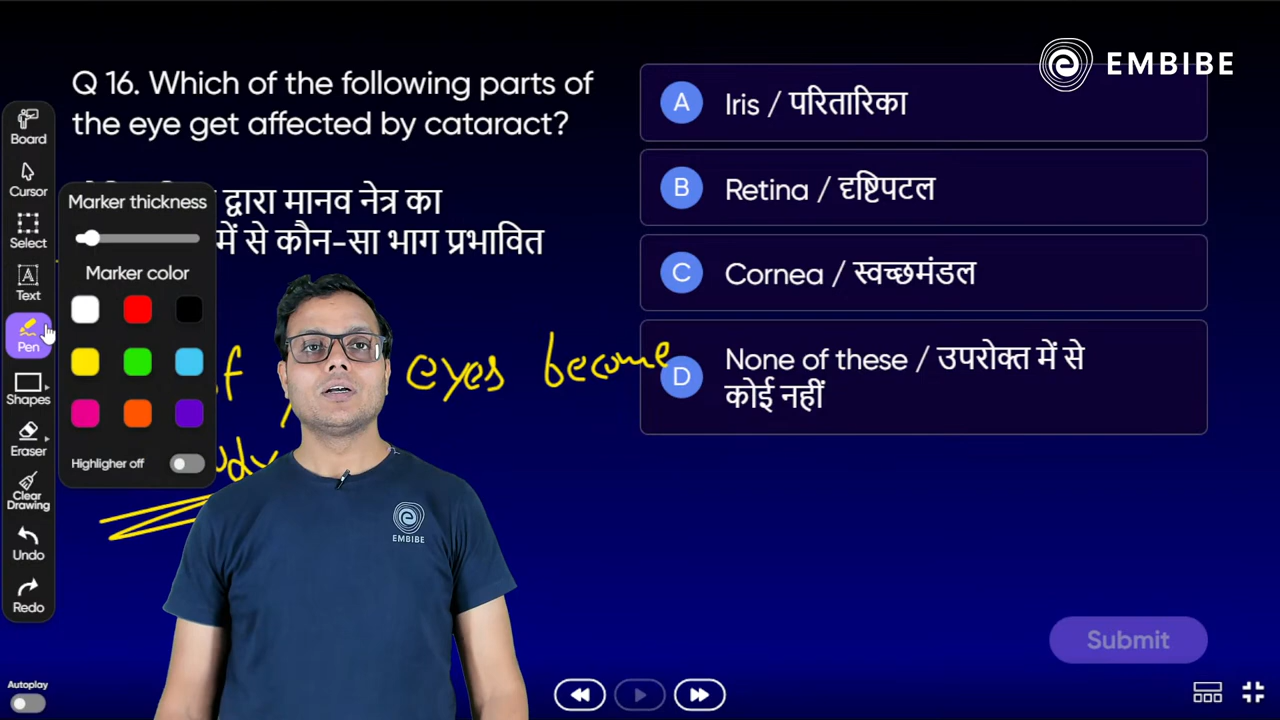 EMBIBE
Q 16. Which of the following parts of
the eye get affected by cataract?
द्वारा मानव नेत्र का
में से कौन-सा भाग प्रभावित
of eyes become
A Iris / परितारिका
B Retina / दृष्टिपटल
C Cornea / स्वच्छमंडल
D None of these / उपरोक्त में से
कोई नहीं
Board
Cursor
Select
Text
Pen
Shapes
Eraser
Clear
Drawing
Undo
Redo
Autoplay
Marker thickness
Marker color
Highligher off
EMBIBE
Submit